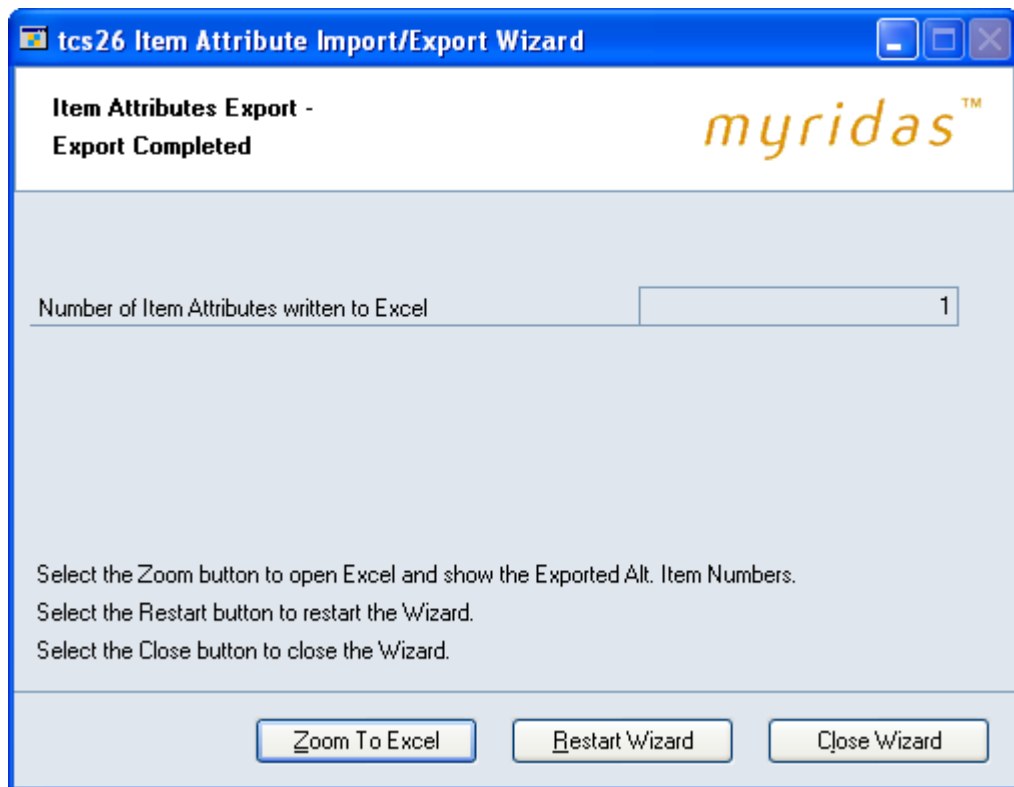 tcs26 Item Attribute Import/Export Wizard
Item Attributes Export -
Export Completed
myridas™
Number of Item Attributes written to Excel 1
Select the Zoom button to open Excel and show the Exported Alt. Item Numbers.
Select the Restart button to restart the Wizard.
Select the Close button to close the Wizard.
Zoom To Excel Restart Wizard Close Wizard